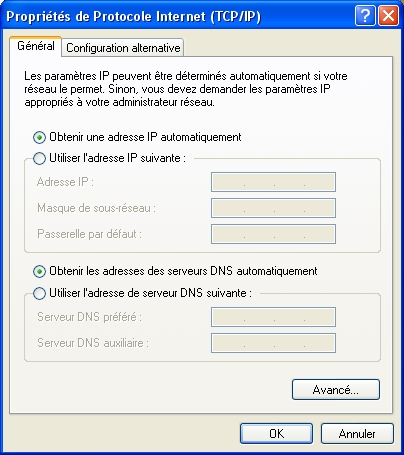 Propriétés de Protocole Internet (TCP/IP)
Général
Configuration alternative
Les paramètres IP peuvent être déterminés automatiquement si votre
réseau le permet. Sinon, vous devez demander les paramètres IP
appropriés à votre administrateur réseau.
Obtenir une adresse IP automatiquement
Utiliser l'adresse IP suivante :
Adresse IP :
Masque de sous-réseau :
Passerelle par défaut :
Obtenir les adresses des serveurs DNS automatiquement
Utiliser l'adresse de serveur DNS suivante :
Serveur DNS préféré :
Serveur DNS auxiliaire :
Avancé...
OK
Annuler